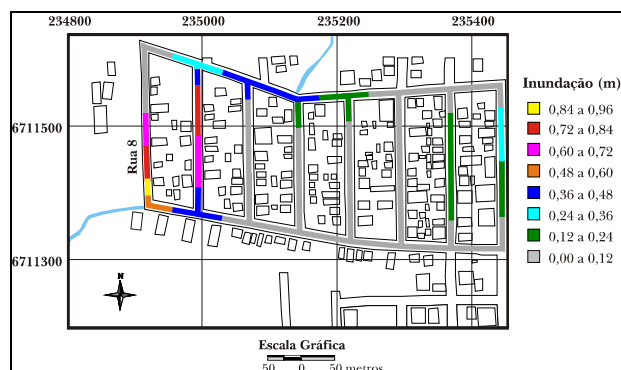 234800 235000 235200 235400
6711500
6711300
Rua 8
N
Inundação (m)
0,84 a 0,96
0,72 a 0,84
0,60 a 0,72
0,48 a 0,60
0,36 a 0,48
0,24 a 0,36
0,12 a 0,24
0,00 a 0,12
Escala Gráfica
50 0 50 metros